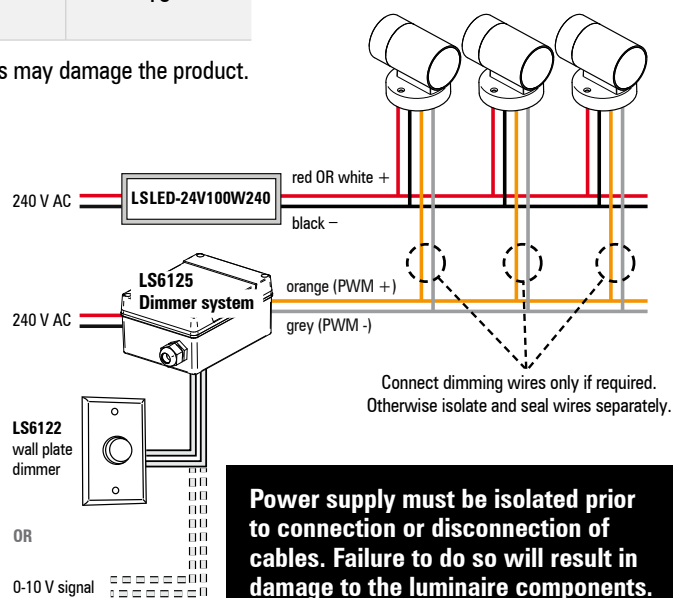 s may damage the product.
240 V AC
LSLED-24V100W240
red OR white +
black –
LS6125
Dimmer system
orange (PWM +)
grey (PWM -)
240 V AC
Connect dimming wires only if required.
Otherwise isolate and seal wires separately.
LS6122
wall plate
dimmer
OR
0-10 V signal
Power supply must be isolated prior
to connection or disconnection of
cables. Failure to do so will result in
damage to the luminaire components.